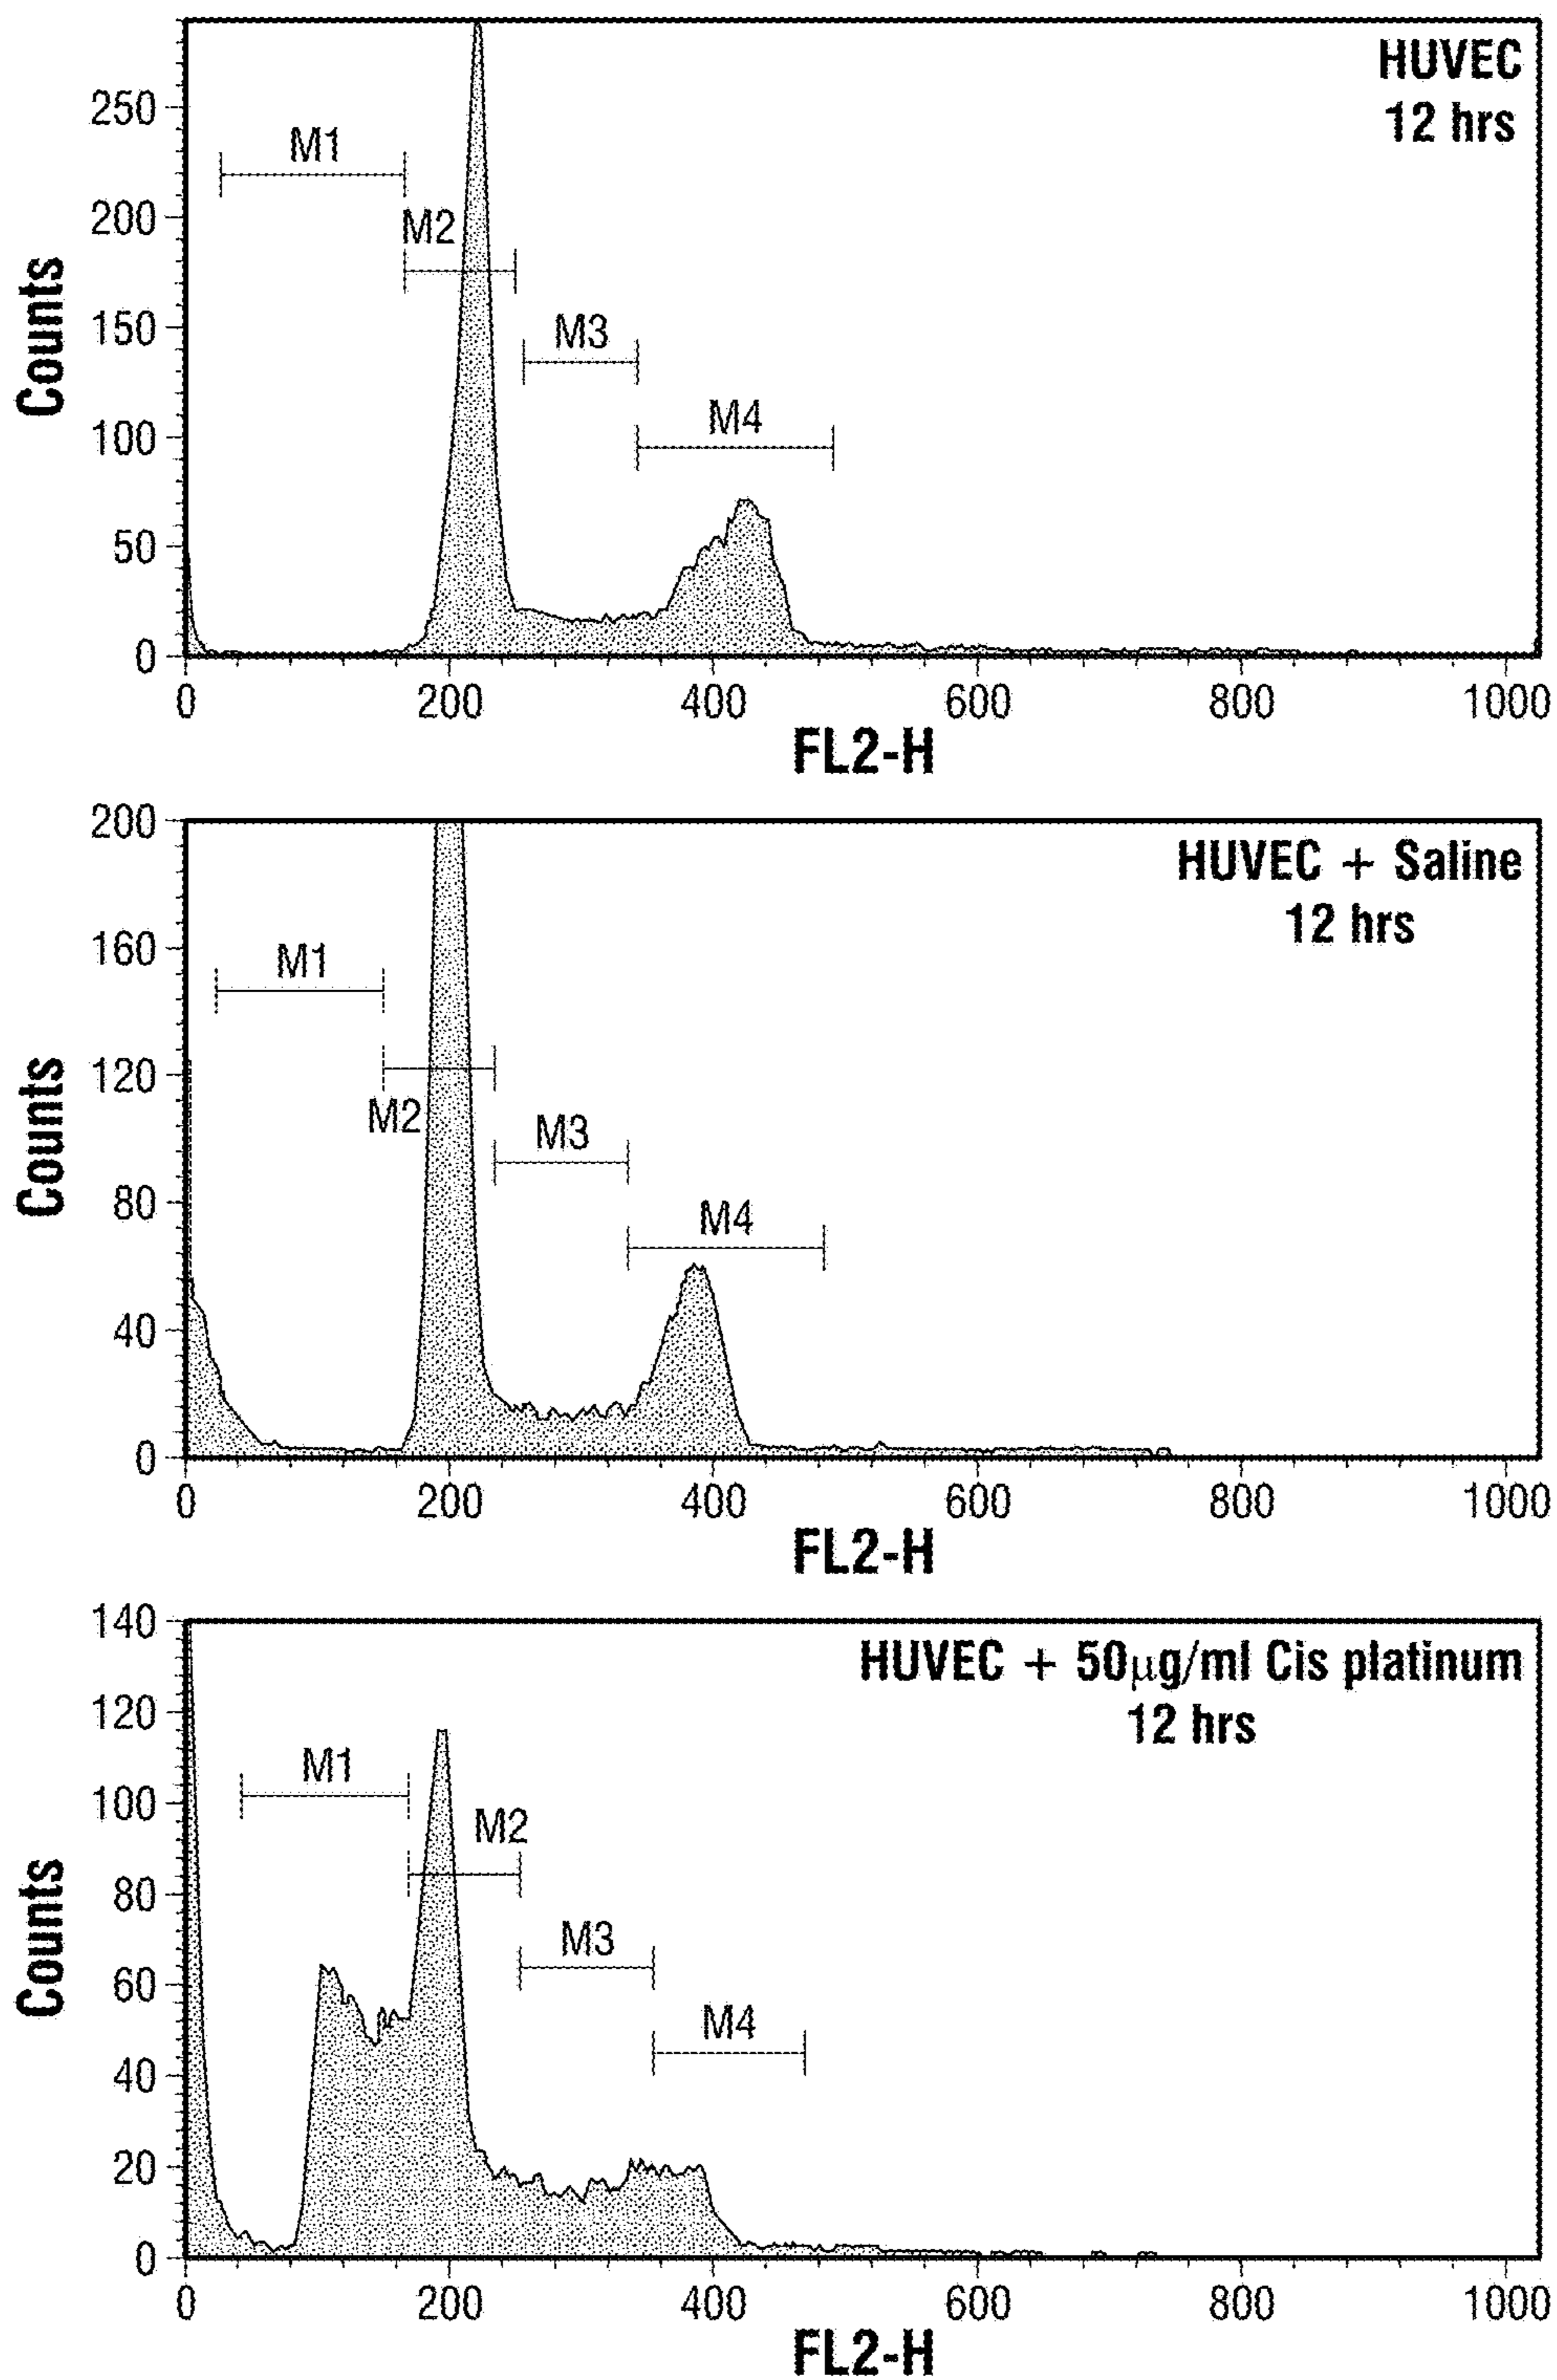 HUVEC
12 hrs
Counts
250
200
150
100
50
0
M1
M2
M3
M4
0 200 400 600 800 1000
FL2-H
HUVEC + Saline
12 hrs
Counts
200
160
120
80
40
0
M1
M2
M3
M4
0 200 400 600 800 1000
FL2-H
HUVEC + 50μg/ml Cis platinum
12 hrs
Counts
140
120
100
80
60
40
20
0
M1
M2
M3
M4
0 200 400 600 800 1000
FL2-H